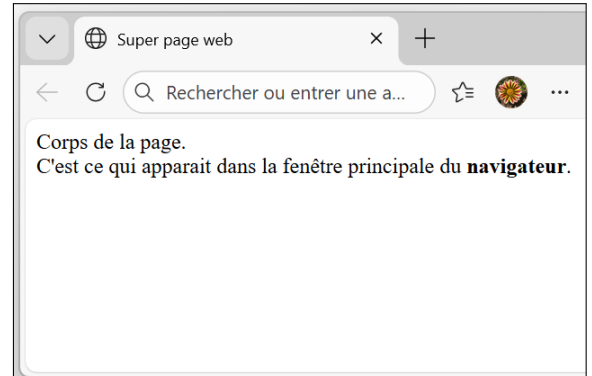 Super page web
Rechercher ou entrer une a...
Corps de la page.
C'est ce qui apparait dans la fenêtre principale du navigateur.